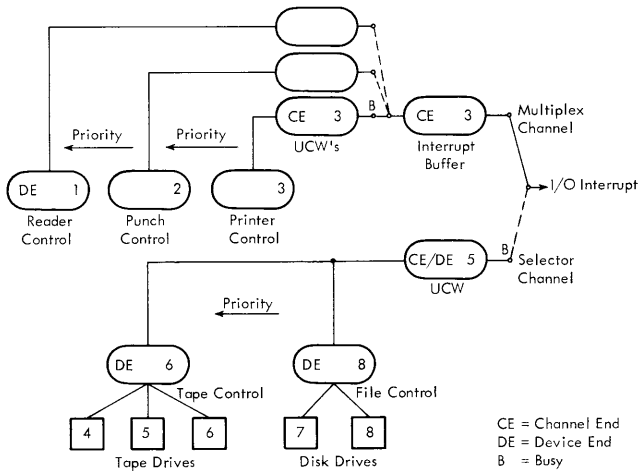 B
CE 3
CE 3
Multiplex
Channel
Priority
Priority
UCW's
Interrupt
Buffer
DE 1
2
3
I/O Interrupt
Reader
Control
Punch
Control
Printer
Control
B
CE/DE 5
Selector
Channel
UCW
Priority
DE 6
DE 8
Tape Control
File Control
4
5
6
7
8
Tape Drives
Disk Drives
CE = Channel End
DE = Device End
B = Busy